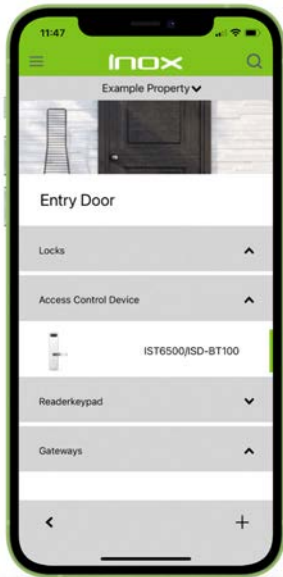 11:47
INOX
Example Property
Entry Door
Locks
Access Control Device
IST6500/ISD-BT100
Readerkeypad
Gateways